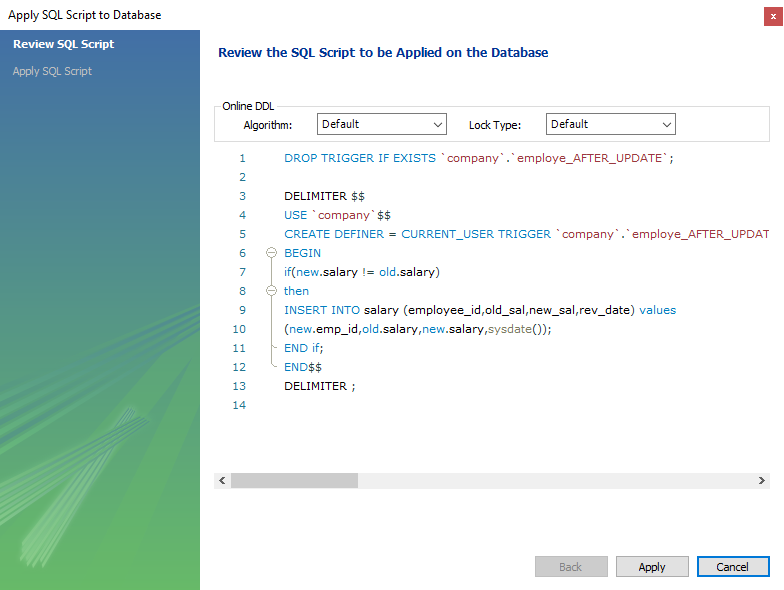 Apply SQL Script to Database
x
Review SQL Script
Apply SQL Script
Review the SQL Script to be Applied on the Database
Online DDL
Algorithm: Default Lock Type: Default
1 DROP TRIGGER IF EXISTS `company`.`employe_AFTER_UPDATE`;
2
3 DELIMITER $$
4 USE `company`$$
5 CREATE DEFINER = CURRENT_USER TRIGGER `company`.`employe_AFTER_UPDAT
6 BEGIN
7 if(new.salary != old.salary)
8 then
9 INSERT INTO salary (employee_id,old_sal,new_sal,rev_date) values
10 (new.emp_id,old.salary,new.salary,sysdate());
11 END if;
12 END$$
13 DELIMITER ;
14
Back Apply Cancel